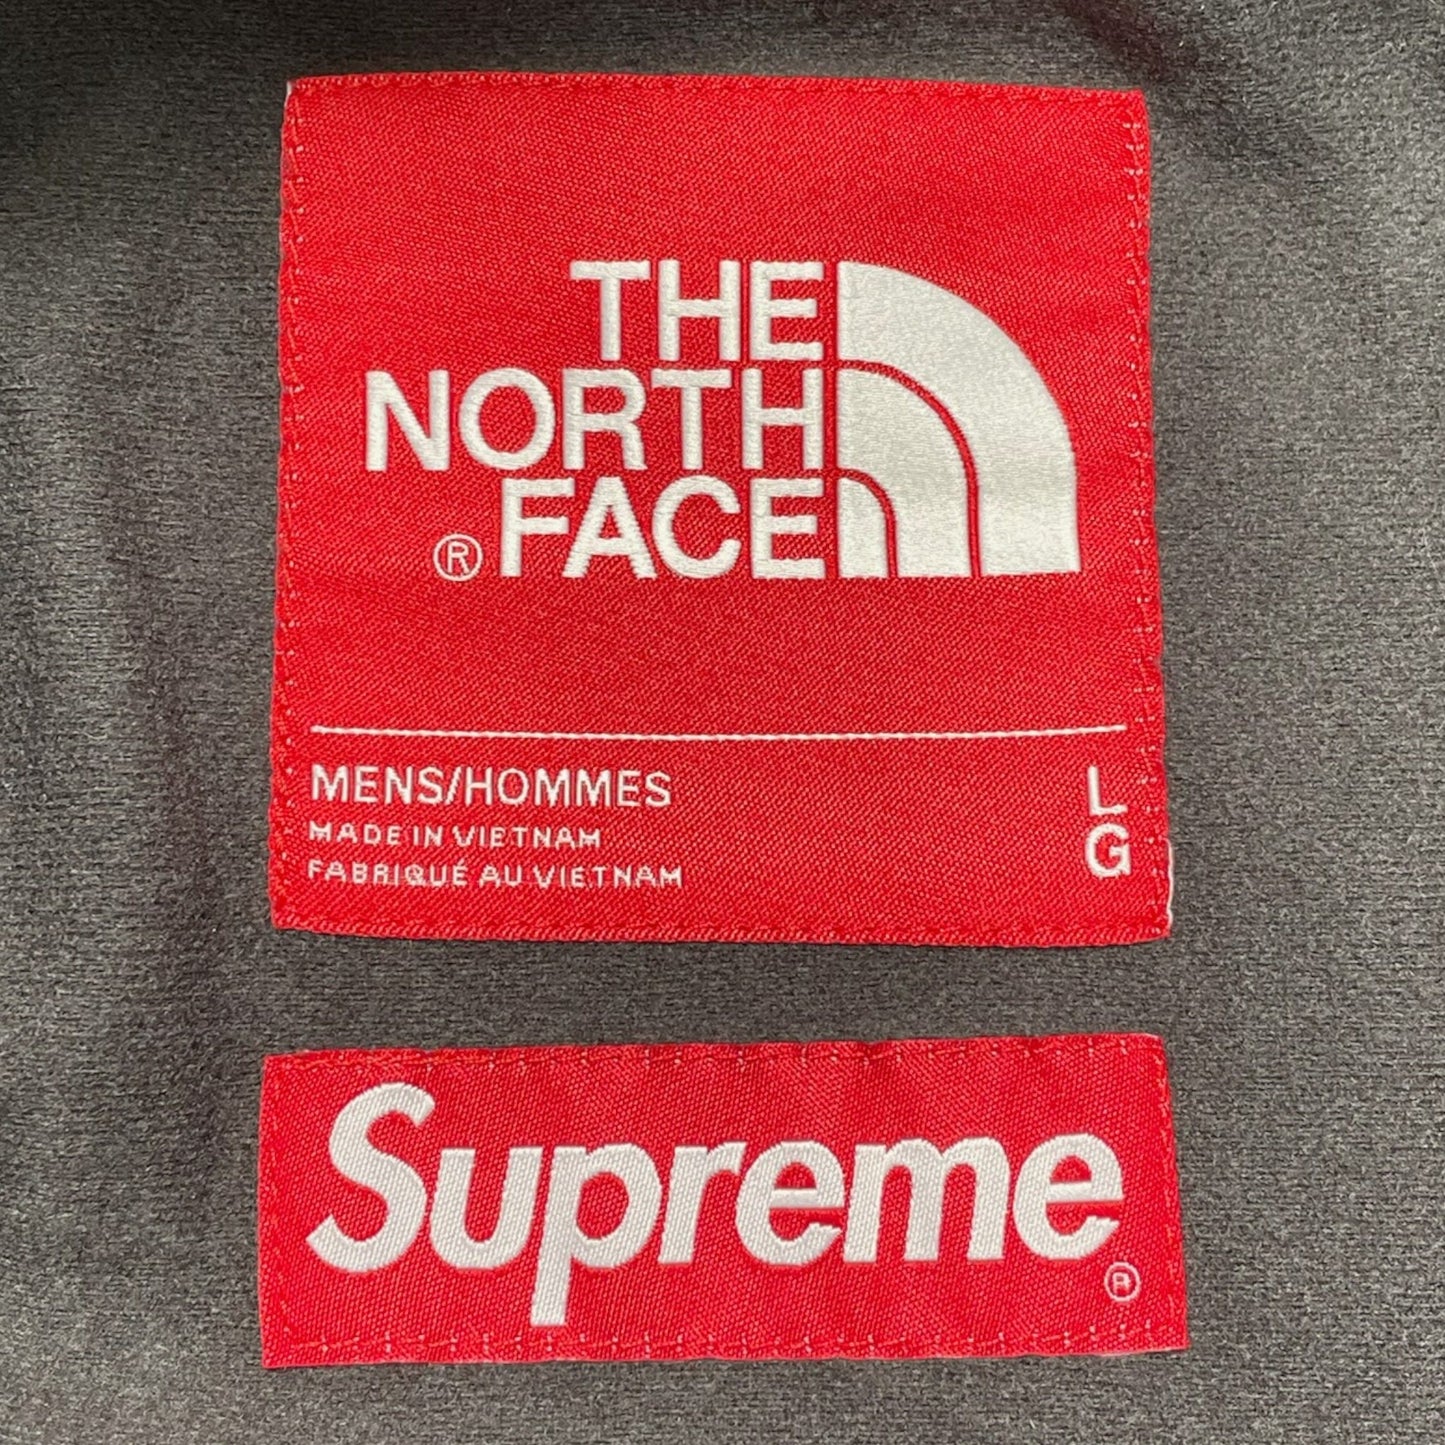 THE
NORTH
® FACE
MENS/HOMMES
MADE IN VIETNAM
FABRIQUÉ AU VIETNAM
L
G
Supreme
®